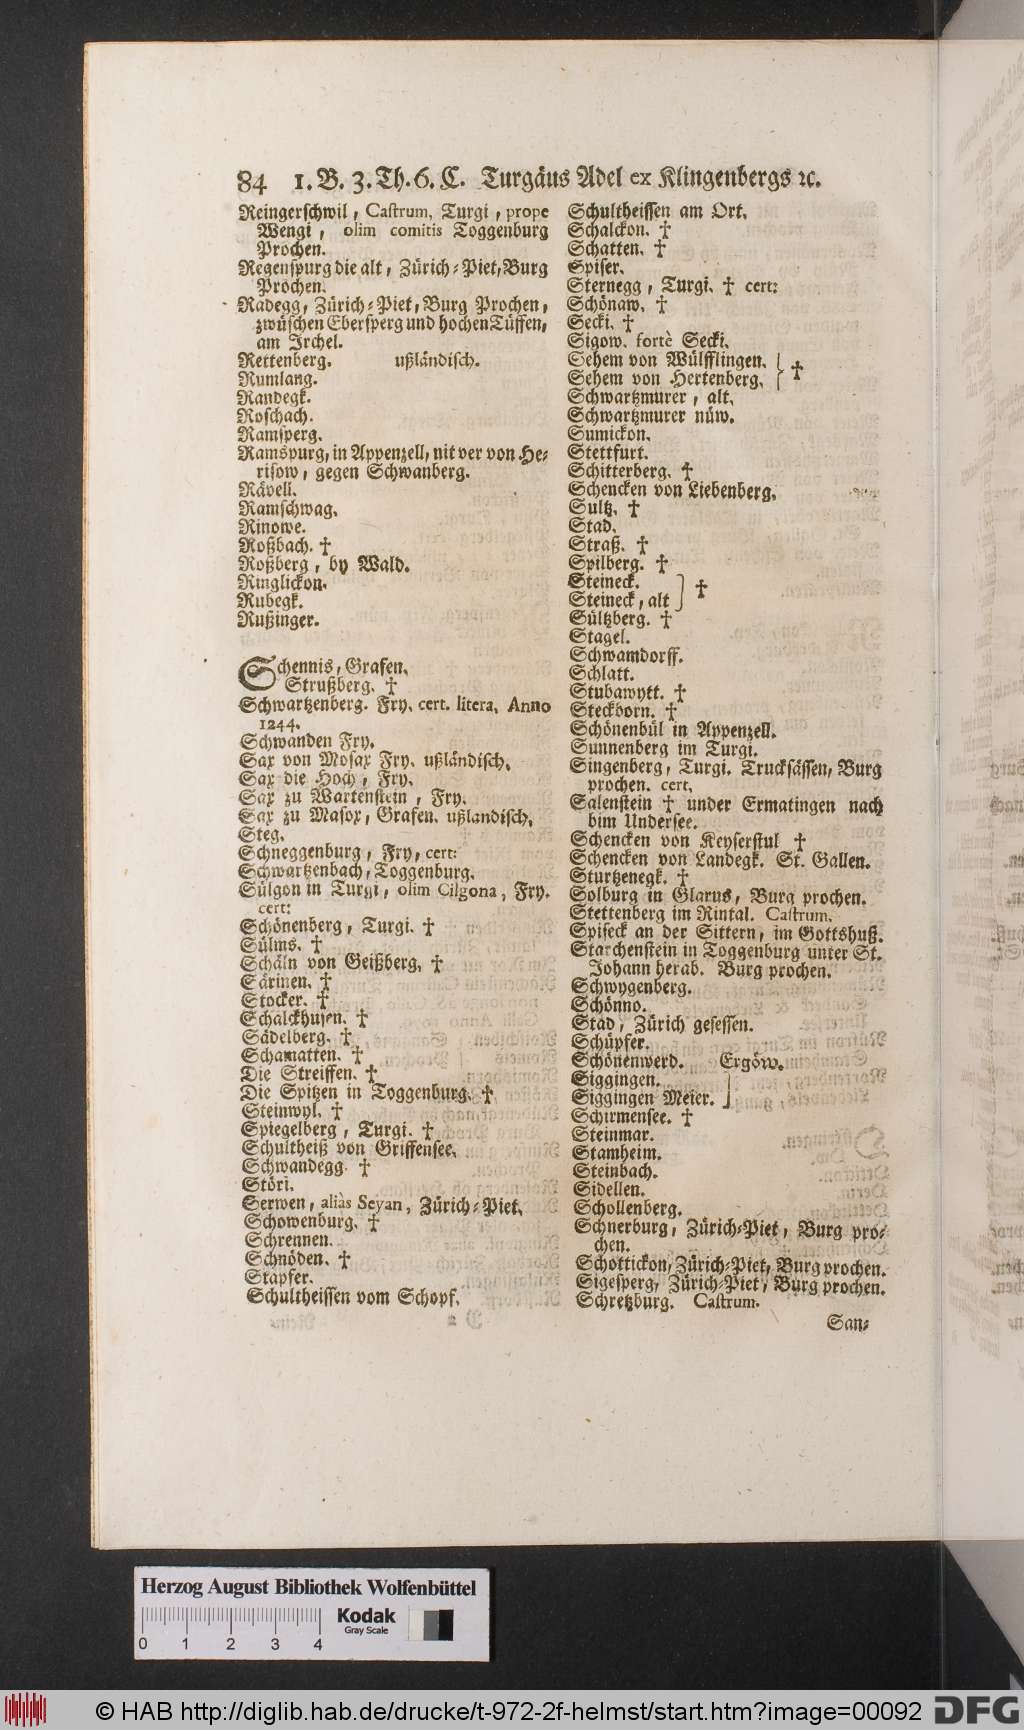 84 1. B. 3. Th. 6. C. Turgäus Adel ex Klingenbergs ꝛc.
Reingerschwil, Castrum, Turgi, prope
Wengi, olim comitis Toggenburg
Prochen.
Regenspurg die alt, Zürich-Piet, Burg
Prochen.
Radegg, Zürich-Piet, Burg Prochen,
zwüschen Ebersperg und hochen Tüffen,
am Irchel.
Rettenberg. ußländisch.
Rumlang.
Randegk.
Roschach.
Ramsperg.
Ramspurg, in Appenzell, nit ver von He-
risow, gegen Schwanberg.
Räveli.
Ramschwag.
Rinowe.
Roßbach. †
Roßberg, by Wald.
Ringlickon.
Rubegk.
Rußinger.
Schennis, Grafen.
Strußberg. †
Schwartzenberg. Fry. cert. litera, Anno
1244.
Schwanden Fry.
Sax von Mosax Fry. ußländisch.
Sax die Hoch, Fry.
Sax zu Wartenstein, Fry.
Sax zu Masox, Grafen. ußlandisch.
Steg.
Schneggenburg, Fry, cert:
Schwartzenbach, Toggenburg.
Sülgon in Turgi, olim Cilgona, Fry.
cert:
Schönenberg, Turgi. †
Sülms. †
Schäln von Geißberg. †
Särinen. †
Stocker. †
Schalckhusen. †
Sädelberg. †
Schamatten. †
Die Streiffen. †
Die Spitzen in Toggenburg. †
Steinwyl. †
Spiegelberg, Turgi. †
Schultheiß von Griffensee.
Schwandegg. †
Störi.
Serwen, aliàs Seyan, Zürich-Piet.
Schowenburg. †
Schrennen.
Schnöden. †
Stapfer.
Schultheissen vom Schopf.
Schultheissen am Ort.
Schalckon. †
Schatten. †
Spiser.
Sternegg, Turgi. † cert:
Schönaw. †
Secki. †
Sigow. fortè Secki.
Sehem von Wülfflingen. } †
Sehem von Hertenberg.
Schwartzmurer, alt.
Schwartzmurer nüw.
Sumickon.
Stettfurt.
Schitterberg. †
Schencken von Liebenberg.
Sultz. †
Stad.
Straß. †
Spilberg. †
Steineck. ] †
Steineck, alt
Sültzberg. †
Stagel.
Schwamdorff.
Schlatt.
Stubawytt. †
Steckborn. †
Schönenbül in Appenzell.
Sunnenberg im Turgi.
Singenberg, Turgi. Trucksässen, Burg
prochen. cert.
Salenstein † under Ermatingen nach
bim Undersee.
Schencken von Keyserstul †
Schencken von Landegk. St. Gallen.
Sturtzenegk. †
Solburg in Glarus, Burg prochen.
Stettenberg im Rintal. Castrum.
Spiseck an der Sittern, im Gottshuß.
Starchenstein in Toggenburg unter St.
Johann herab. Burg prochen.
Schwygenberg.
Schönno.
Stad, Zürich gesessen.
Schüpfer.
Schönenwerd. Ergöw.
Siggingen. ]
Siggingen Meier.
Schirmensee. †
Steinmar.
Stamheim.
Steinbach.
Sidellen.
Schollenberg.
Schnerburg, Zürich-Piet, Burg pro-
chen.
Schottickon, Zürich-Piet, Burg prochen.
Sigesperg, Zürich-Piet, Burg prochen.
Schretzburg. Castrum.
San-
Herzog August Bibliothek Wolfenbüttel
Kodak
Gray Scale
0 1 2 3 4
© HAB http://diglib.hab.de/drucke/t-972-2f-helmst/start.htm?image=00092 DFG